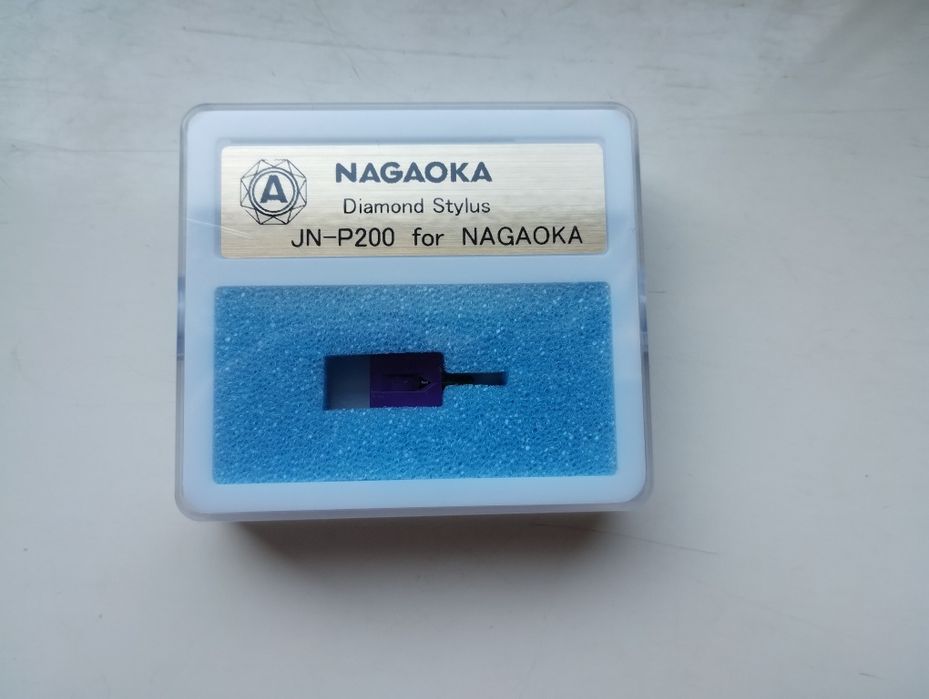 A
NAGAOKA
Diamond Stylus
JN-P200 for NAGAOKA